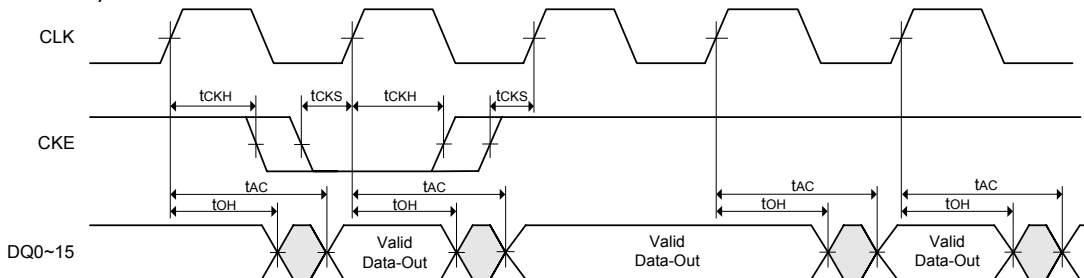 CLK
tCKH tCKS tCKH tCKS
CKE
tAC tAC tAC tAC
tOH tOH tOH tOH
DQ0~15 Valid Data-Out Valid Data-Out Valid Data-Out